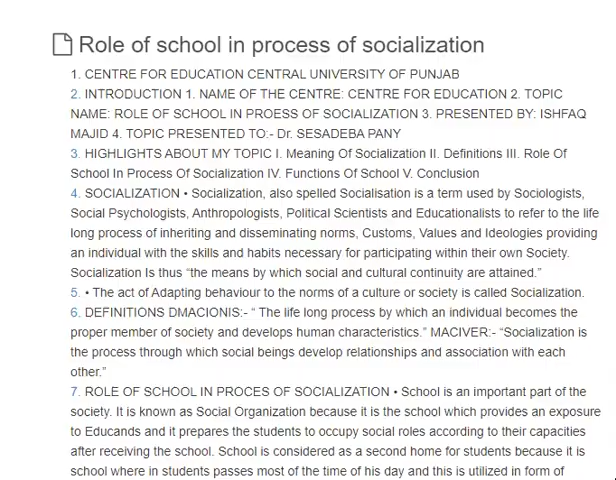 Role of school in process of socialization
1. CENTRE FOR EDUCATION CENTRAL UNIVERSITY OF PUNJAB
2. INTRODUCTION 1. NAME OF THE CENTRE: CENTRE FOR EDUCATION 2. TOPIC
NAME: ROLE OF SCHOOL IN PROESS OF SOCIALIZATION 3. PRESENTED BY: ISHFAQ
MAJID 4. TOPIC PRESENTED TO:- Dr. SESADEBA PANY
3. HIGHLIGHTS ABOUT MY TOPIC I. Meaning Of Socialization II. Definitions III. Role Of
School In Process Of Socialization IV. Functions Of School V. Conclusion
4. SOCIALIZATION • Socialization, also spelled Socialisation is a term used by Sociologists,
Social Psychologists, Anthropologists, Political Scientists and Educationalists to refer to the life
long process of inheriting and disseminating norms, Customs, Values and Ideologies providing
an individual with the skills and habits necessary for participating within their own Society.
Socialization Is thus “the means by which social and cultural continuity are attained.”
5. • The act of Adapting behaviour to the norms of a culture or society is called Socialization.
6. DEFINITIONS DMACIONIS:- “ The life long process by which an individual becomes the
proper member of society and develops human characteristics.” MACIVER:- “Socialization is
the process through which social beings develop relationships and association with each
other.”
7. ROLE OF SCHOOL IN PROCES OF SOCIALIZATION • School is an important part of the
society. It is known as Social Organization because it is the school which provides an exposure
to Educands and it prepares the students to occupy social roles according to their capacities
after receiving the school. School is considered as a second home for students because it is
school where in students passes most of the time of his day and this is utilized in form of